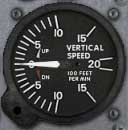 10 15
5 UP
VERTICAL
SPEED 20
100 FEET
PER MIN
5 DN
10 15